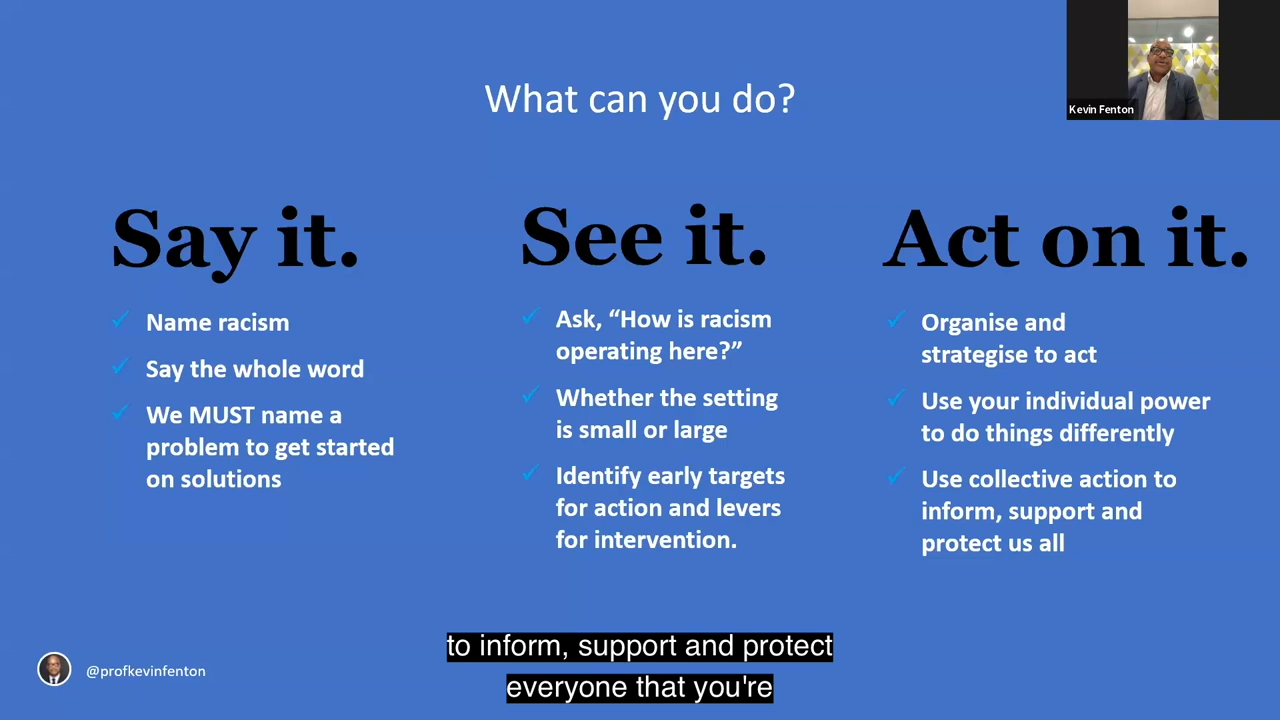 Kevin Fenton
What can you do?
Say it.
Name racism
Say the whole word
We MUST name a
problem to get started
on solutions
See it.
Ask, “How is racism
operating here?”
Whether the setting
is small or large
Identify early targets
for action and levers
for intervention.
Act on it.
Organise and
strategise to act
Use your individual power
to do things differently
Use collective action to
inform, support and
protect us all
@profkevinfenton
to inform, support and protect
everyone that you're